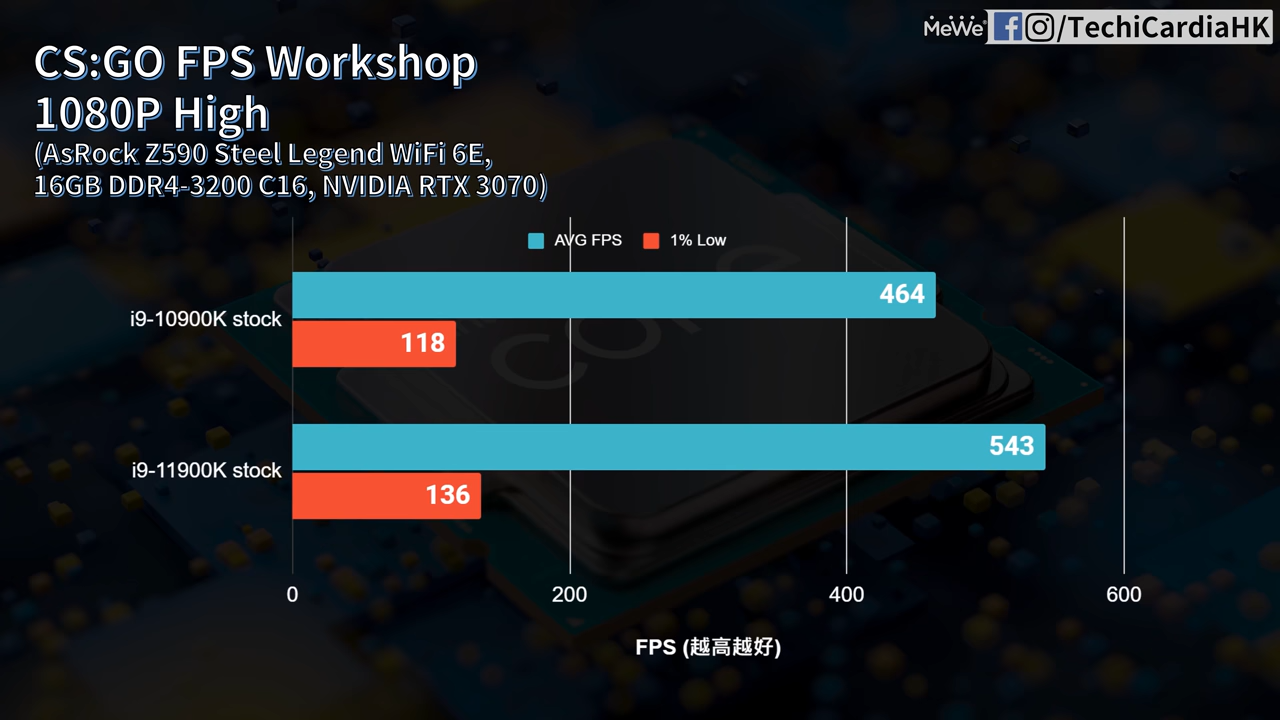 MeWe /TechiCardiaHK
CS:GO FPS Workshop
1080P High
(AsRock Z590 Steel Legend WiFi 6E,
16GB DDR4-3200 C16, NVIDIA RTX 3070)
AVG FPS 1% Low
core
i9-10900K stock 464
118
i9-11900K stock 543
136
0 200 400 600
FPS (越高越好)